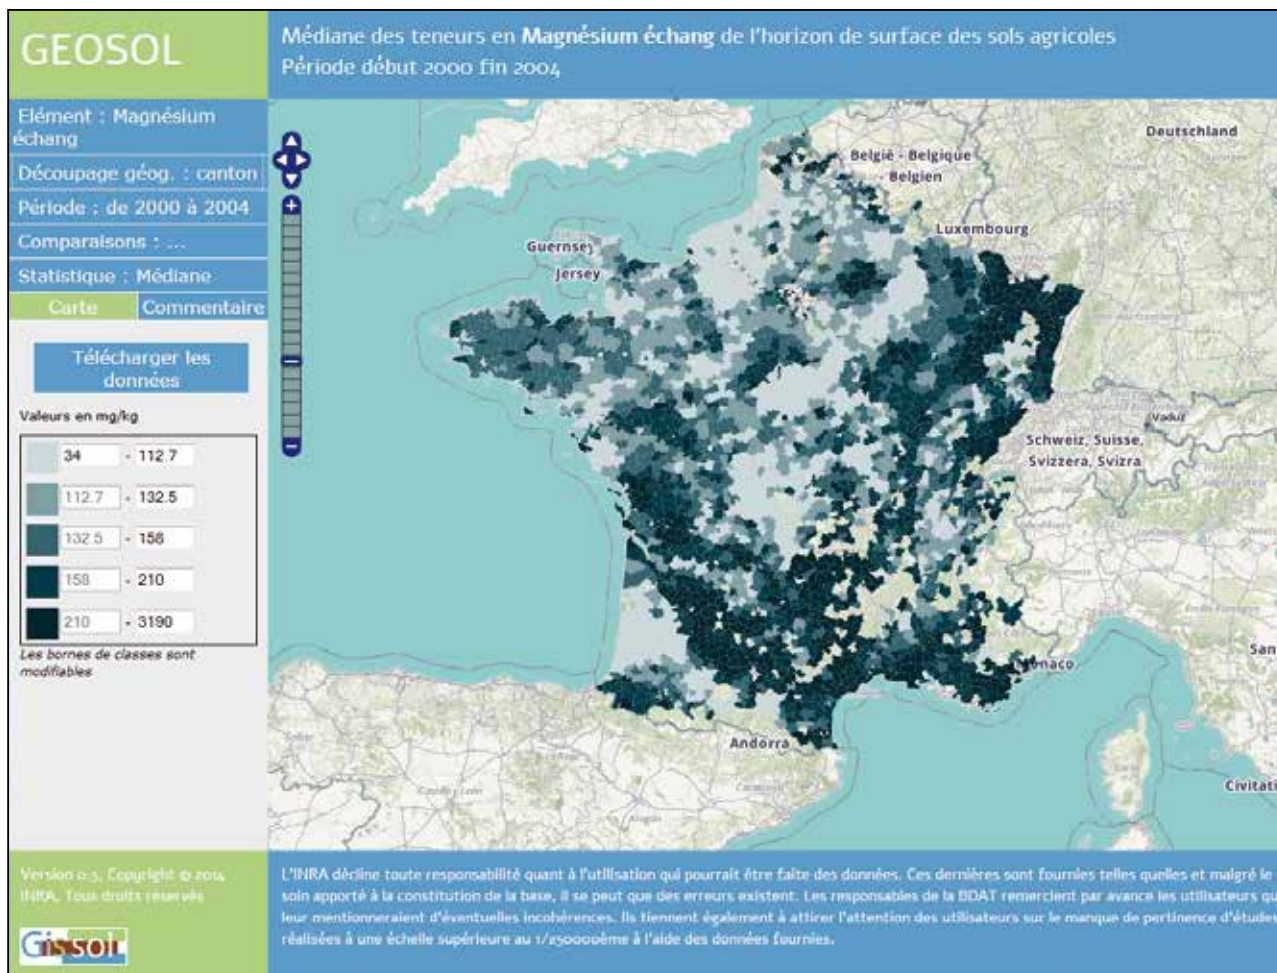 GEOSOL
Médiane des teneurs en Magnésium échang de l'horizon de surface des sols agricoles
Période début 2000 fin 2004
Elément : Magnésium
échang
Découpage géog. : canton
Période : de 2000 à 2004
Comparaisons : ...
Statistique : Médiane
Carte
Commentaire
Télécharger les
données
Valeurs en mg/kg
34 - 112.7
112.7 - 132.5
132.5 - 158
158 - 210
210 - 3190
Les bornes de classes sont
modifiables
Deutschland
België - Belgique
- Belgien
Luxembourg
Guernsey
Jersey
Vaduz
Schweiz, Suisse,
Svizzera, Svizra
Monaco
San
Andorra
Civitati
Version 0.3, Copyright © 2014
INRA, Tous droits réservés
Gissol
L'INRA décline toute responsabilité quant à l'utilisation qui pourrait être faite des données. Ces dernières sont fournies telles quelles et malgré le
soin apporté à la constitution de la base, il se peut que des erreurs existent. Les responsables de la BDAT remercient par avance les utilisateurs qu
leur mentionneraient d'éventuelles incohérences. Ils tiennent également à attirer l'attention des utilisateurs sur le manque de pertinence d'études
réalisées à une échelle supérieure au 1/250000ème à l'aide des données fournies.